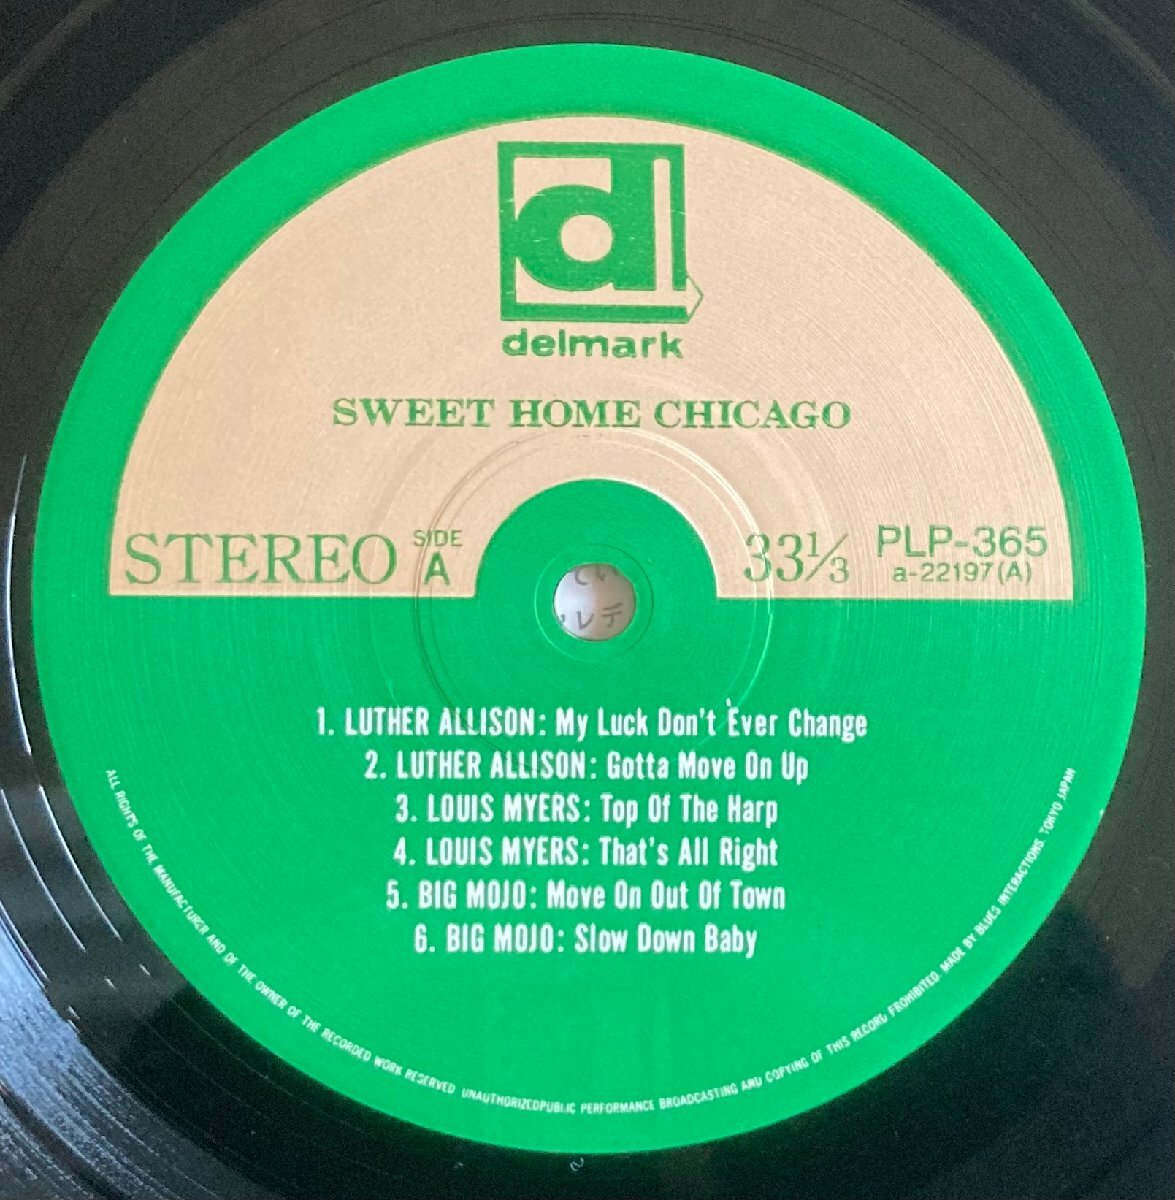 d
delmark
SWEET HOME CHICAGO
STEREO SIDE A 33⅓ PLP-365
a-22197(A)
1. LUTHER ALLISON: My Luck Don't Ever Change
2. LUTHER ALLISON: Gotta Move On Up
3. LOUIS MYERS: Top Of The Harp
4. LOUIS MYERS: That's All Right
5. BIG MOJO: Move On Out Of Town
6. BIG MOJO: Slow Down Baby
ALL RIGHTS OF THE MANUFACTURER AND OF THE OWNER OF THE RECORDED WORK RESERVED UNAUTHORIZEDPUBLIC PERFORMANCE BROADCASTING AND COPYING OF THIS RECORD PROHIBITED. MADE BY BLUES INTERACTIONS, TOKYO JAPAN